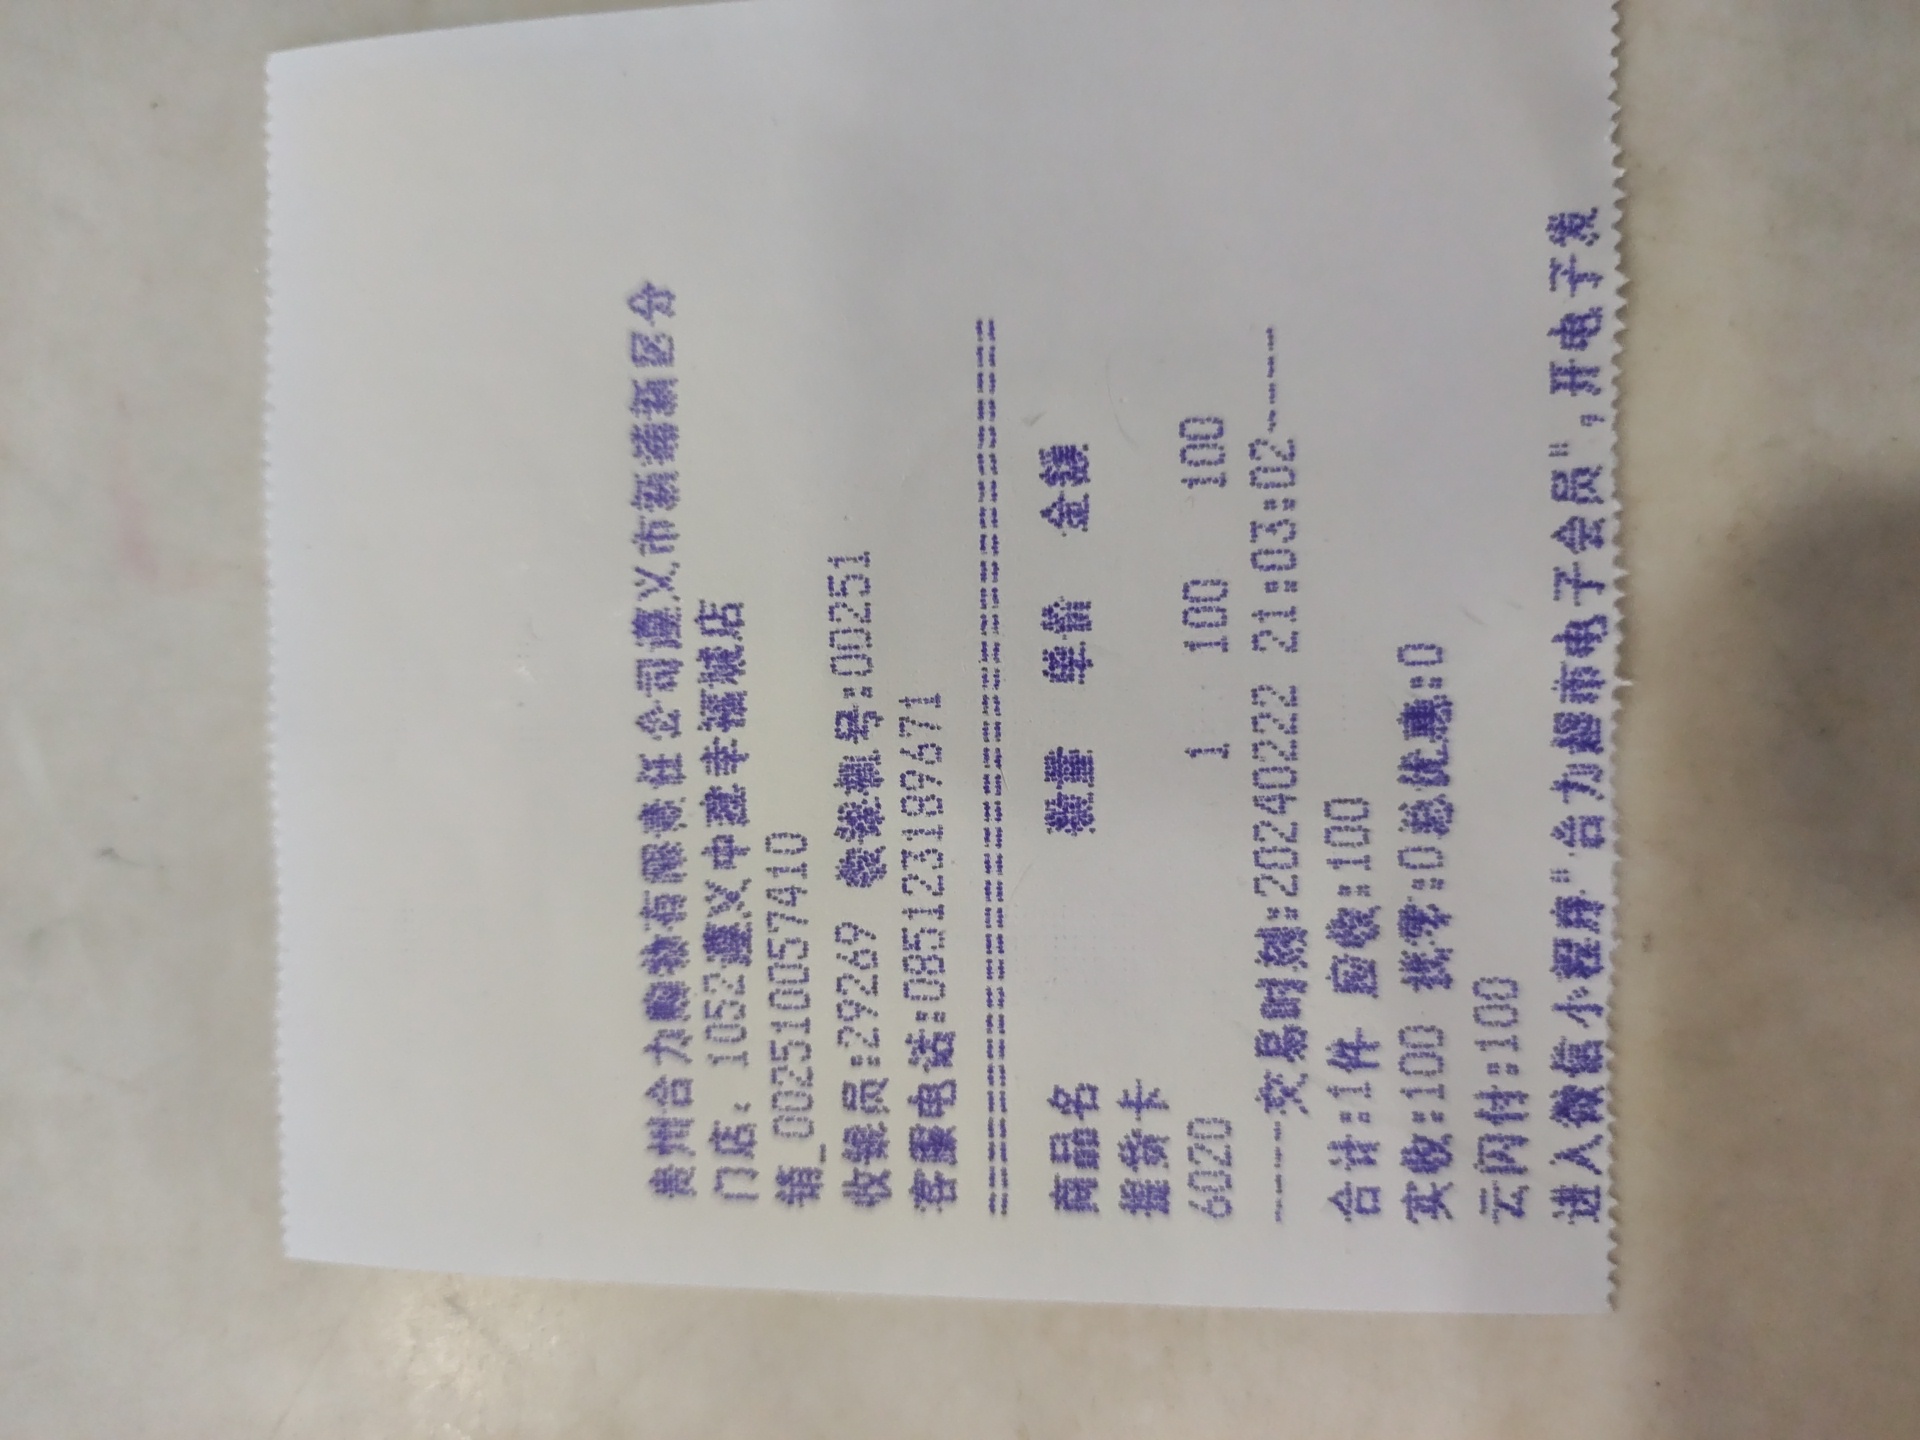 贵州合力购物有限责任公司遵义市新蒲新区分
门店：1052遵义中建幸福城店
销_002510057410
收银员:29269 收银机号:00251
客服电话:085123189671
================================
商品名 数量 单价 金额
提货卡
6020 1 100 100
-----交易时刻:20240222 21:03:02-----
合计:1件 应收:100
实收:100 找零:0总优惠:0
云闪付:100
进入微信小程序"合力超市电子会员",开电子发